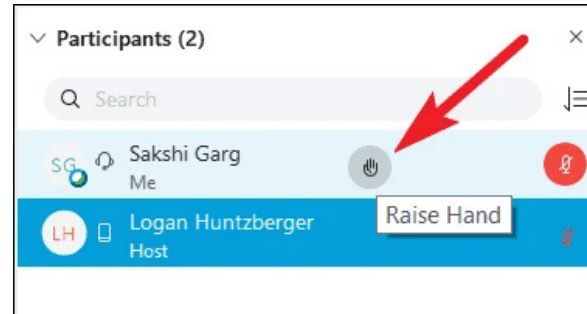 Participants (2)
Search
SG
Sakshi Garg
Me
Raise Hand
LH
Logan Huntzberger
Host